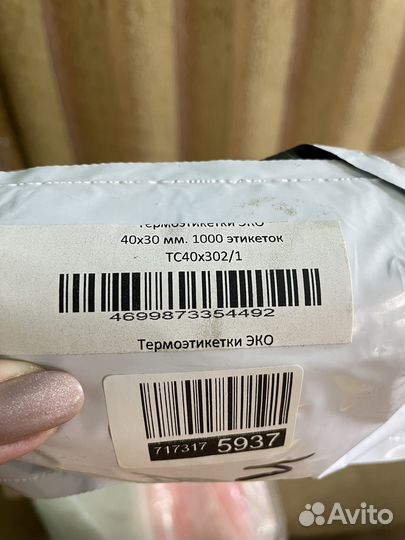 Термоэтикетки ЭКО
40х30 мм. 1000 этикеток
ТС40х302/1
4699873354492
Термоэтикетки ЭКО
717317 5937
Avito